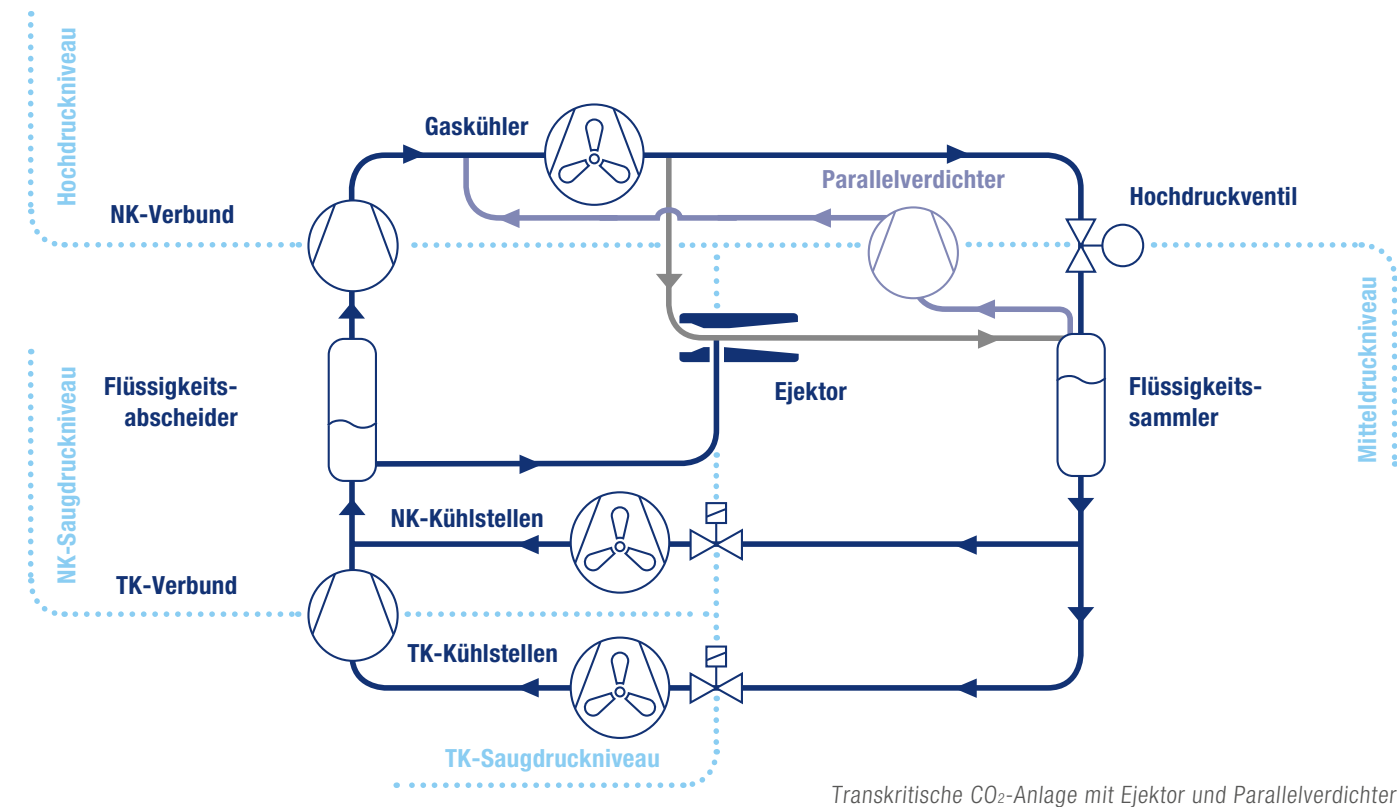 Hochdruckniveau
Gaskühler
Parallelverdichter
Hochdruckventil
NK-Verbund
Mitteldruckniveau
NK-Saugdruckniveau
Flüssigkeits-
abscheider
Ejektor
Flüssigkeits-
sammler
NK-Kühlstellen
TK-Verbund
TK-Kühlstellen
TK-Saugdruckniveau
Transkritische CO₂-Anlage mit Ejektor und Parallelverdichter